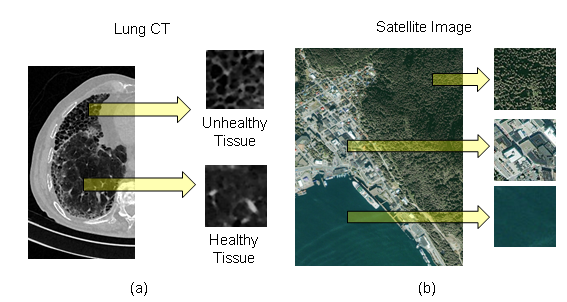 Lung CT
Satellite Image
Unhealthy
Tissue
Healthy
Tissue
(a)
(b)